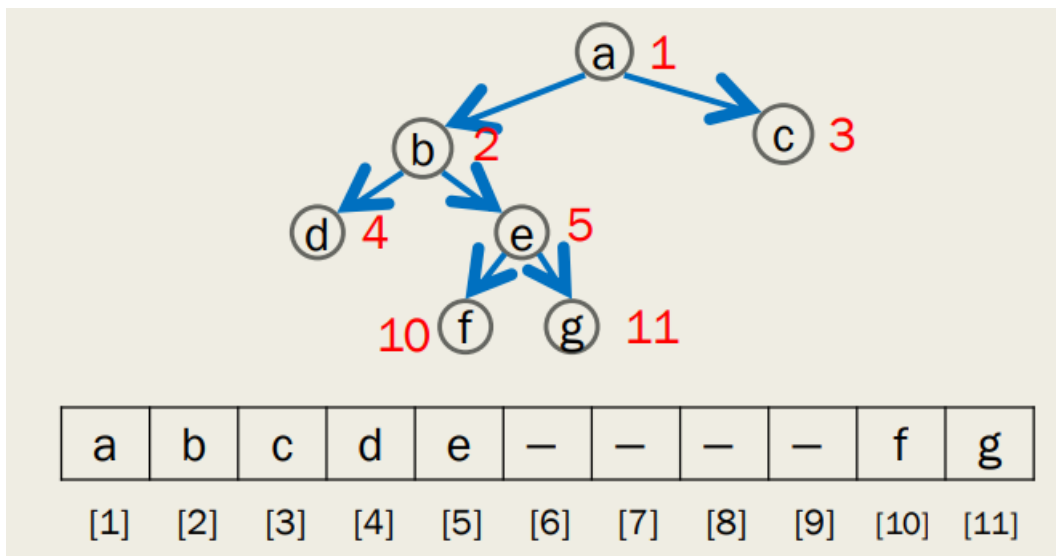 a 1
c 3
b 2
d 4
e 5
10 f
g 11
a b c d e – – – – f g
[1] [2] [3] [4] [5] [6] [7] [8] [9] [10] [11]